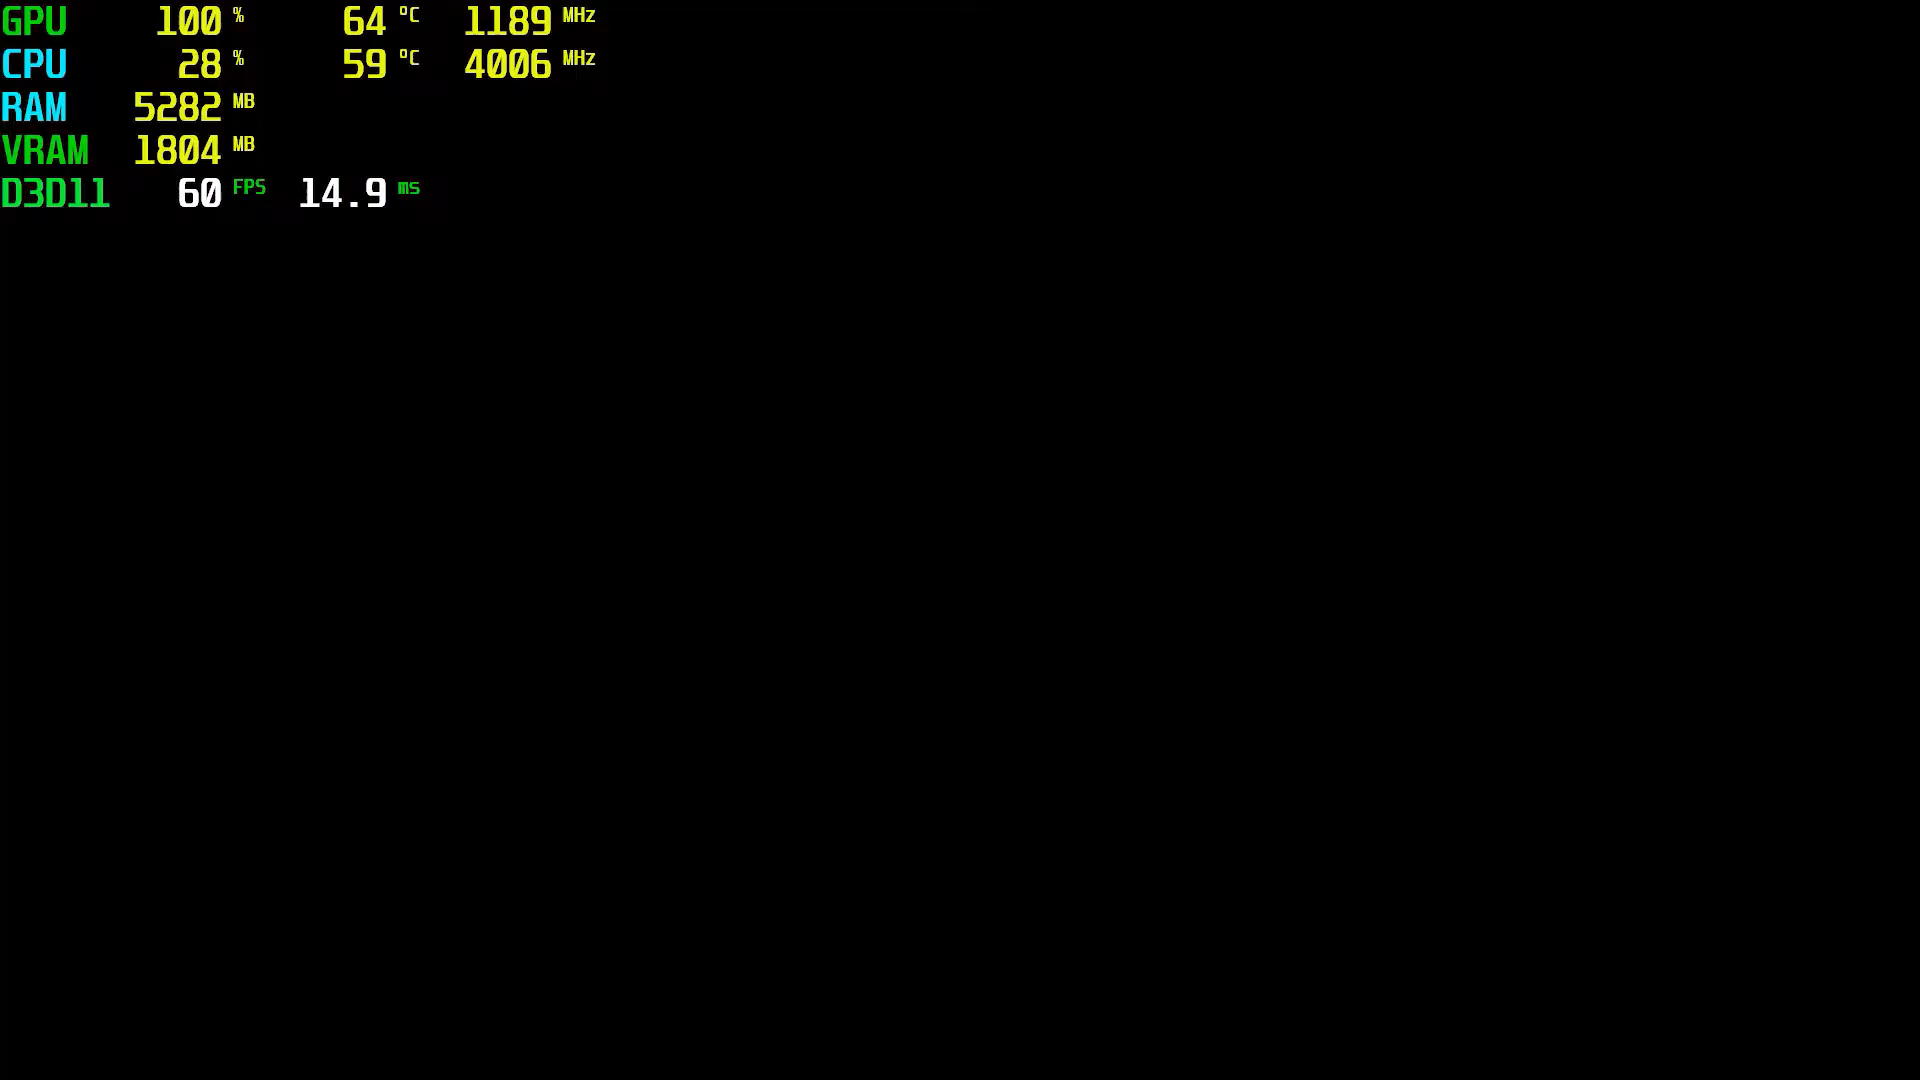 GPU 100 % 64 °C 1189 MHz
CPU 28 % 59 °C 4006 MHz
RAM 5282 MB
VRAM 1804 MB
D3D11 60 FPS 14.9 ms